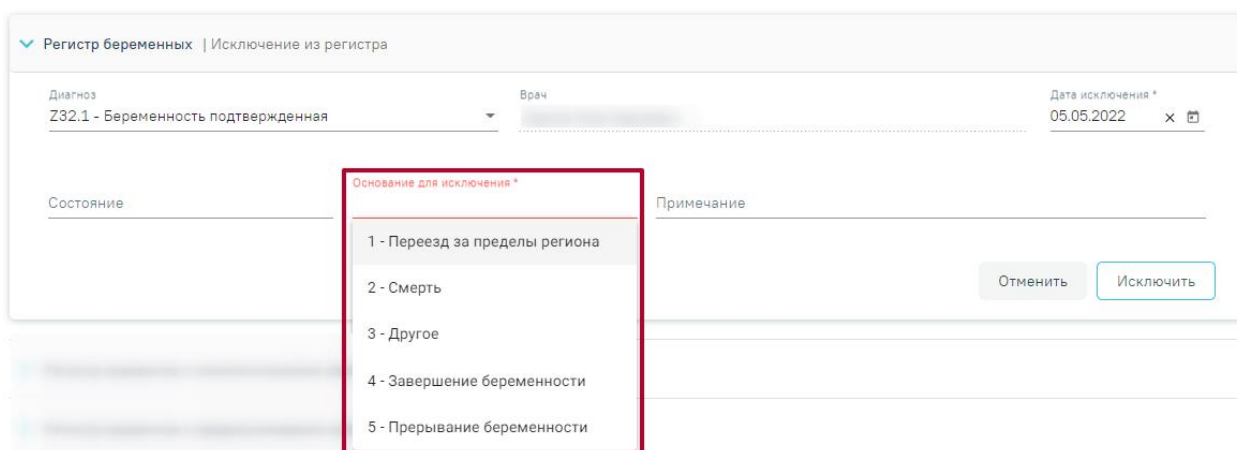 Регистр беременных | Исключение из регистра
Диагноз Врач Дата исключения *
Z32.1 - Беременность подтвержденная 05.05.2022
Основание для исключения *
Состояние Примечание
1 - Переезд за пределы региона
Отменить Исключить
2 - Смерть
3 - Другое
4 - Завершение беременности
5 - Прерывание беременности